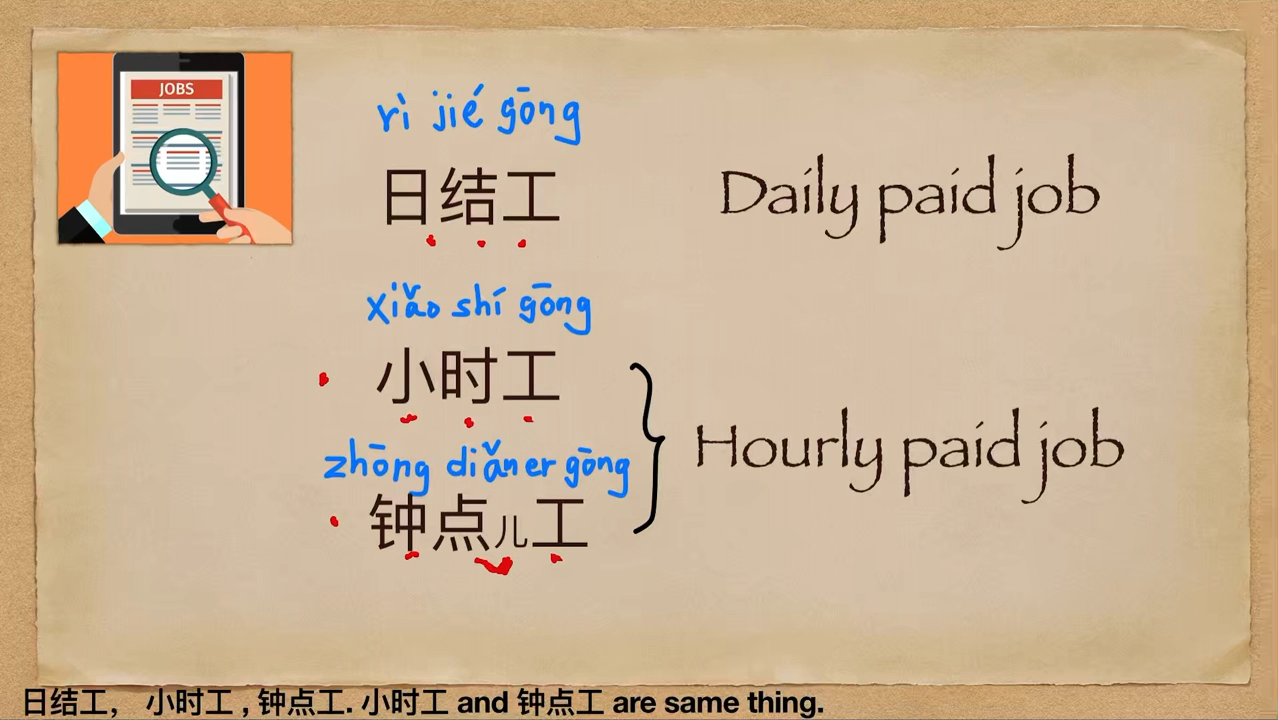 JOBS
rì jié gōng
日结工
Daily paid job
xiǎo shí gōng
小时工
zhōng diǎn er gōng
钟点儿工
Hourly paid job
日结工, 小时工, 钟点工. 小时工 and 钟点工 are same thing.